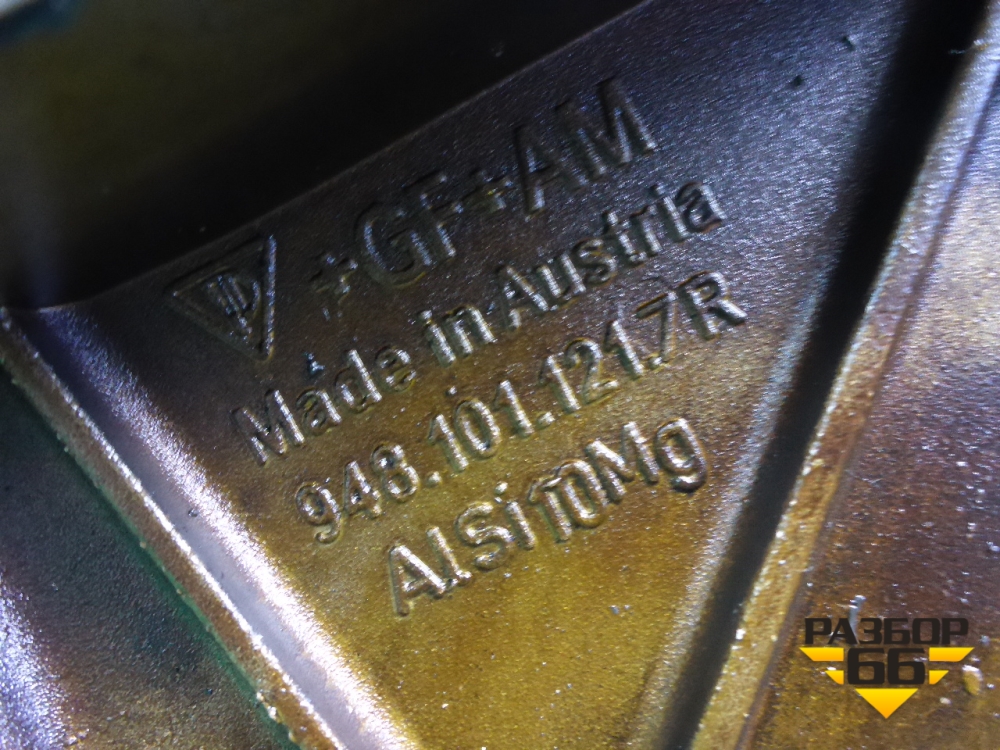 +GF+AM
Made in Austria
948.101.121.7R
AlSi10Mg
РАЗБОР
66